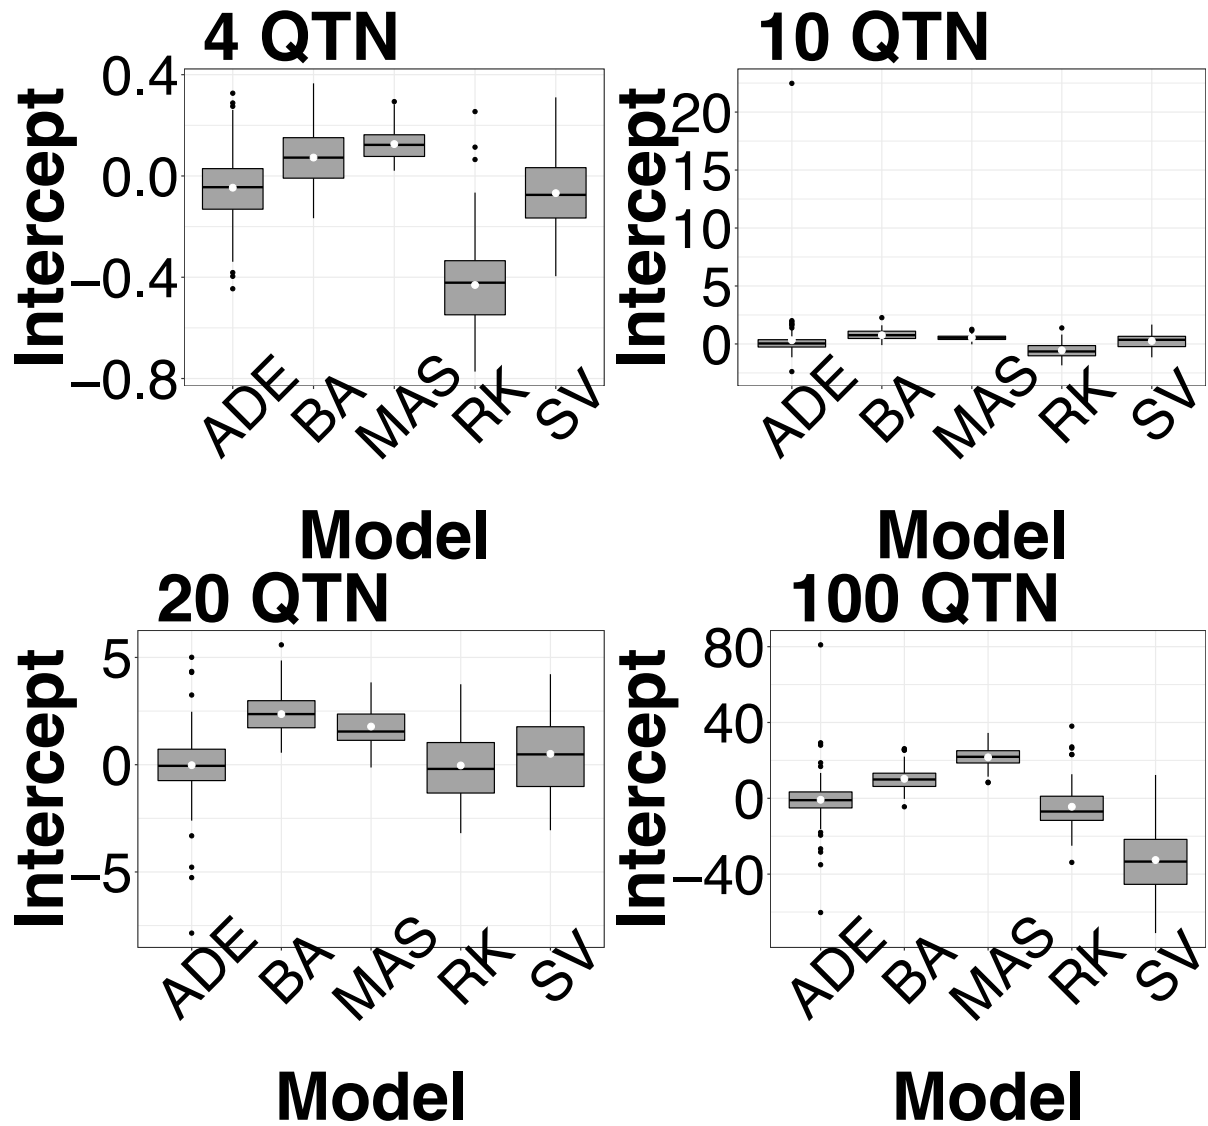 4 QTN
Intercept
0.4
0.0
−0.4
−0.8
ADE
BA
MAS
RK
SV
Model
10 QTN
Intercept
20
15
10
5
0
ADE
BA
MAS
RK
SV
Model
20 QTN
Intercept
5
0
−5
ADE
BA
MAS
RK
SV
Model
100 QTN
Intercept
80
40
0
−40
ADE
BA
MAS
RK
SV
Model